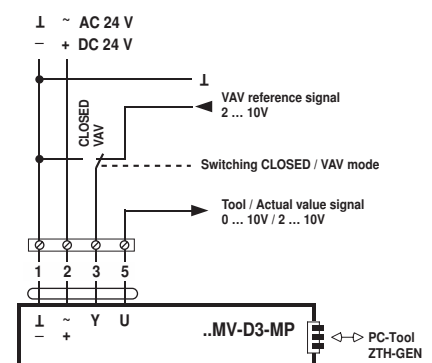 ⊥ ~ AC 24 V
– + DC 24 V
⊥
VAV reference signal
2 … 10V
CLOSED
VAV
Switching CLOSED / VAV mode
Tool / Actual value signal
0 … 10V / 2 … 10V
1 2 3 5
⊥ ~ Y U
– +
..MV-D3-MP
PC-Tool
ZTH-GEN